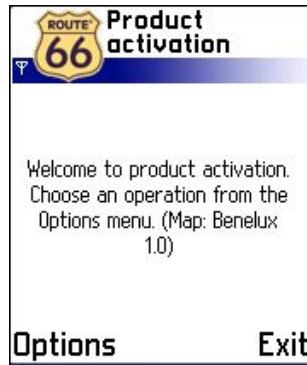 ROUTE
66
Product
activation
Welcome to product activation.
Choose an operation from the
Options menu. (Map: Benelux
1.0)
Options
Exit